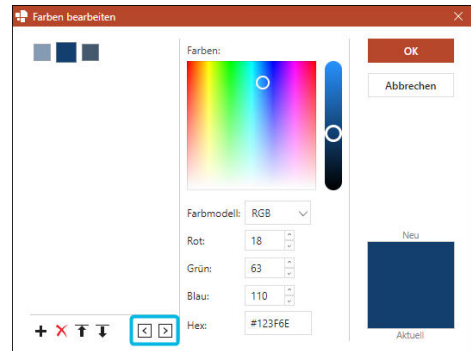 Farben bearbeiten
Farben:
OK
Abbrechen
Farbmodell: RGB
Rot: 18
Grün: 63
Blau: 110
Hex: #123F6E
Neu
Aktuell